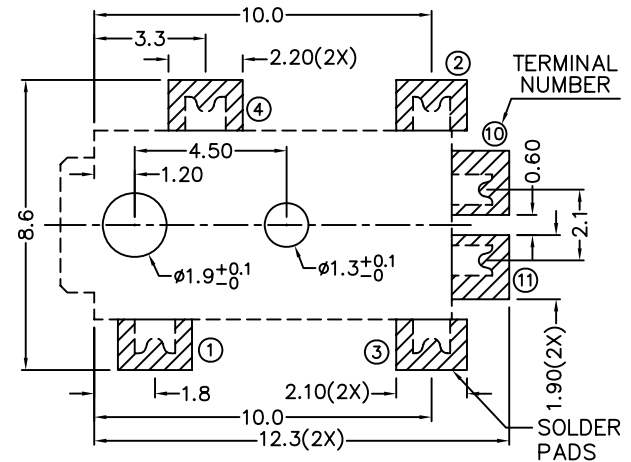 10.0
3.3
2.20(2X)
②
TERMINAL
NUMBER
④
⑩
4.50
1.20
0.60
8.6
2.1
ø1.9+0.1 -0
ø1.3+0.1 -0
⑪
①
③
1.8
2.10(2X)
1.90(2X)
10.0
12.3(2X)
SOLDER
PADS